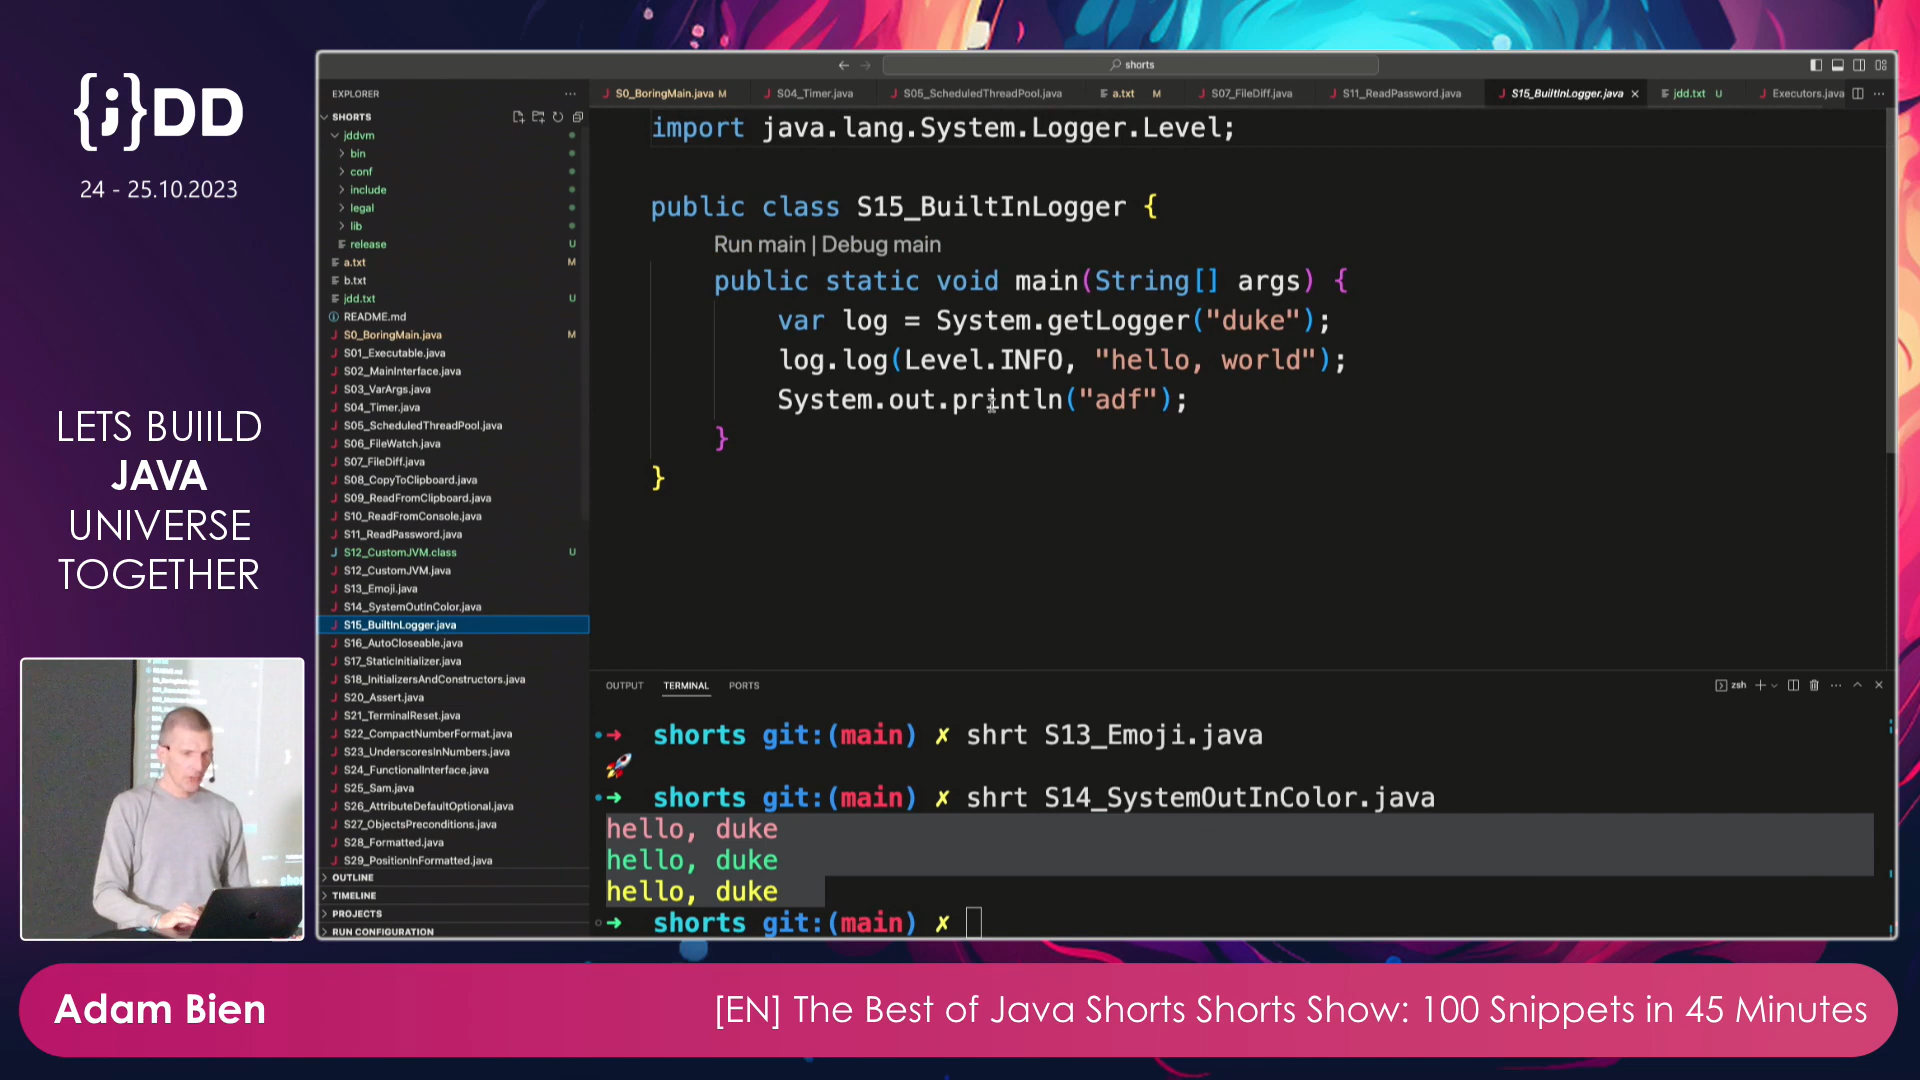 {j}DD
24 - 25.10.2023
LETS BUIILD
JAVA
UNIVERSE
TOGETHER
shorts
EXPLORER
SHORTS
jddvm
bin
conf
include
legal
lib
release U
a.txt M
b.txt
jdd.txt U
README.md
S0_BoringMain.java M
S01_Executable.java
S02_MainInterface.java
S03_VarArgs.java
S04_Timer.java
S05_ScheduledThreadPool.java
S06_FileWatch.java
S07_FileDiff.java
S08_CopyToClipboard.java
S09_ReadFromClipboard.java
S10_ReadFromConsole.java
S11_ReadPassword.java
S12_CustomJVM.class U
S12_CustomJVM.java
S13_Emoji.java
S14_SystemOutInColor.java
S15_BuiltInLogger.java
S16_AutoCloseable.java
S17_StaticInitializer.java
S18_InitializersAndConstructors.java
S20_Assert.java
S21_TerminalReset.java
S22_CompactNumberFormat.java
S23_UnderscoresInNumbers.java
S24_FunctionalInterface.java
S25_Sam.java
S26_AttributeDefaultOptional.java
S27_ObjectsPreconditions.java
S28_Formatted.java
S29_PositionInFormatted.java
OUTLINE
TIMELINE
PROJECTS
RUN CONFIGURATION
S0_BoringMain.java M S04_Timer.java S05_ScheduledThreadPool.java a.txt M S07_FileDiff.java S11_ReadPassword.java S15_BuiltInLogger.java jdd.txt U Executors.java
import java.lang.System.Logger.Level;
public class S15_BuiltInLogger {
Run main | Debug main
public static void main(String[] args) {
var log = System.getLogger("duke");
log.log(Level.INFO, "hello, world");
System.out.println("adf");
}
}
OUTPUT TERMINAL PORTS zsh
→ shorts git:(main) ✗ shrt S13_Emoji.java
🚀
→ shorts git:(main) ✗ shrt S14_SystemOutInColor.java
hello, duke
hello, duke
hello, duke
→ shorts git:(main) ✗
Adam Bien
[EN] The Best of Java Shorts Shorts Show: 100 Snippets in 45 Minutes